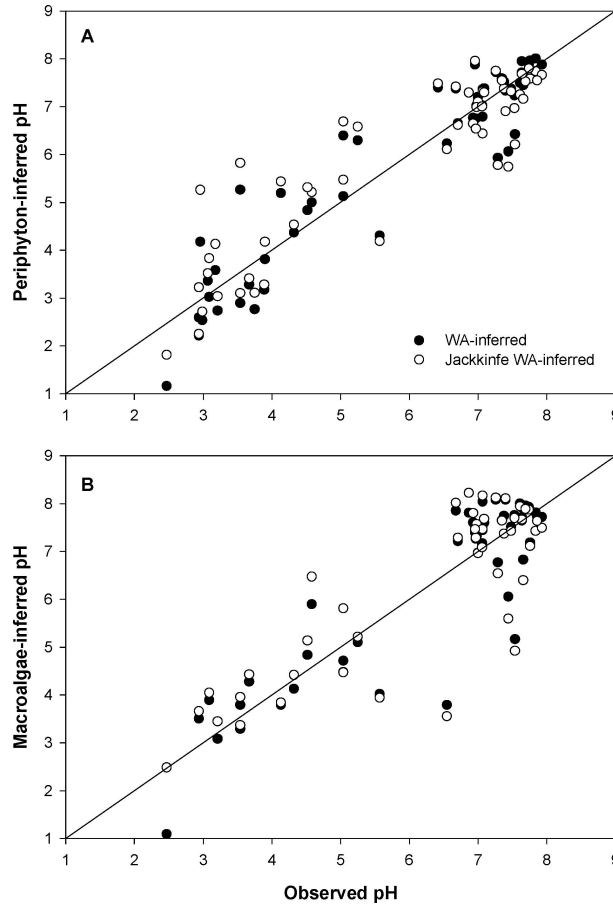 A
9
8
7
6
5
4
3
2
1
Periphyton-inferred pH
WA-inferred
Jackkinfe WA-inferred
1 2 3 4 5 6 7 8 9
B
9
8
7
6
5
4
3
2
1
Macroalgae-inferred pH
1 2 3 4 5 6 7 8 9
Observed pH